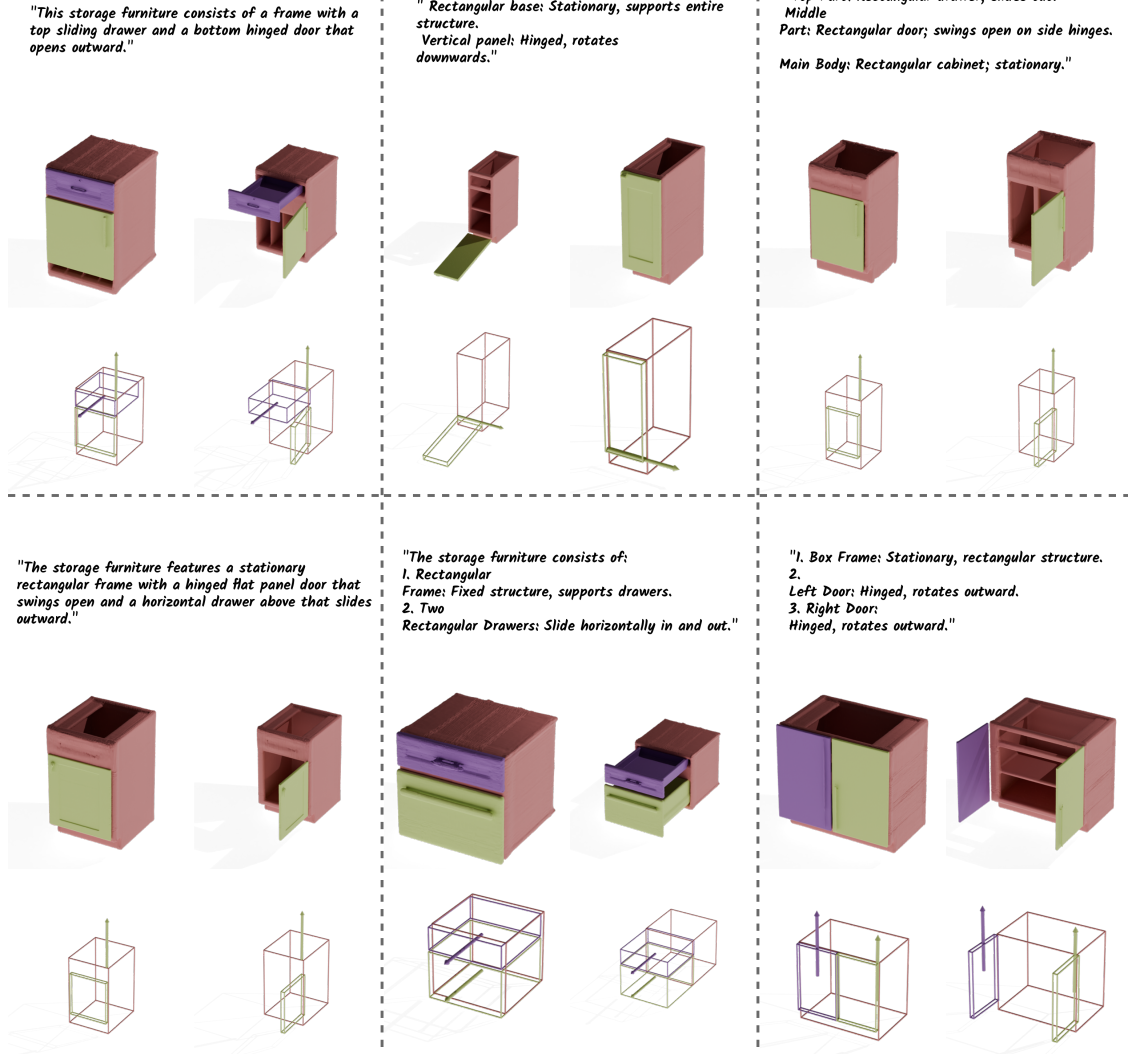 "This storage furniture consists of a frame with a
top sliding drawer and a bottom hinged door that
opens outward."
" Rectangular base: Stationary, supports entire
structure.
Vertical panel: Hinged, rotates
downwards."
Middle
Part: Rectangular door; swings open on side hinges.
Main Body: Rectangular cabinet; stationary."
"The storage furniture features a stationary
rectangular frame with a hinged flat panel door that
swings open and a horizontal drawer above that slides
outward."
"The storage furniture consists of:
1. Rectangular
Frame: Fixed structure, supports drawers.
2. Two
Rectangular Drawers: Slide horizontally in and out."
"1. Box Frame: Stationary, rectangular structure.
2.
Left Door: Hinged, rotates outward.
3. Right Door:
Hinged, rotates outward."